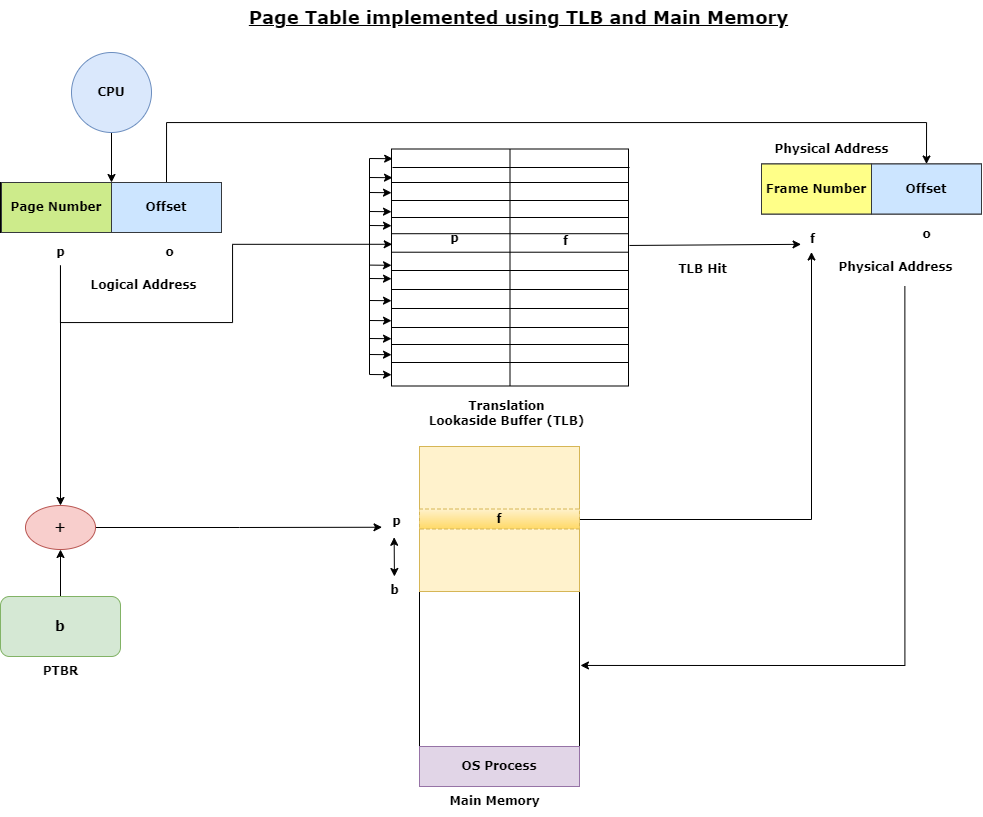 Page Table implemented using TLB and Main Memory
CPU
Physical Address
Page Number
Offset
Frame Number
Offset
p
o
p
f
f
o
Logical Address
TLB Hit
Physical Address
Translation
Lookaside Buffer (TLB)
+
p
f
b
b
PTBR
OS Process
Main Memory